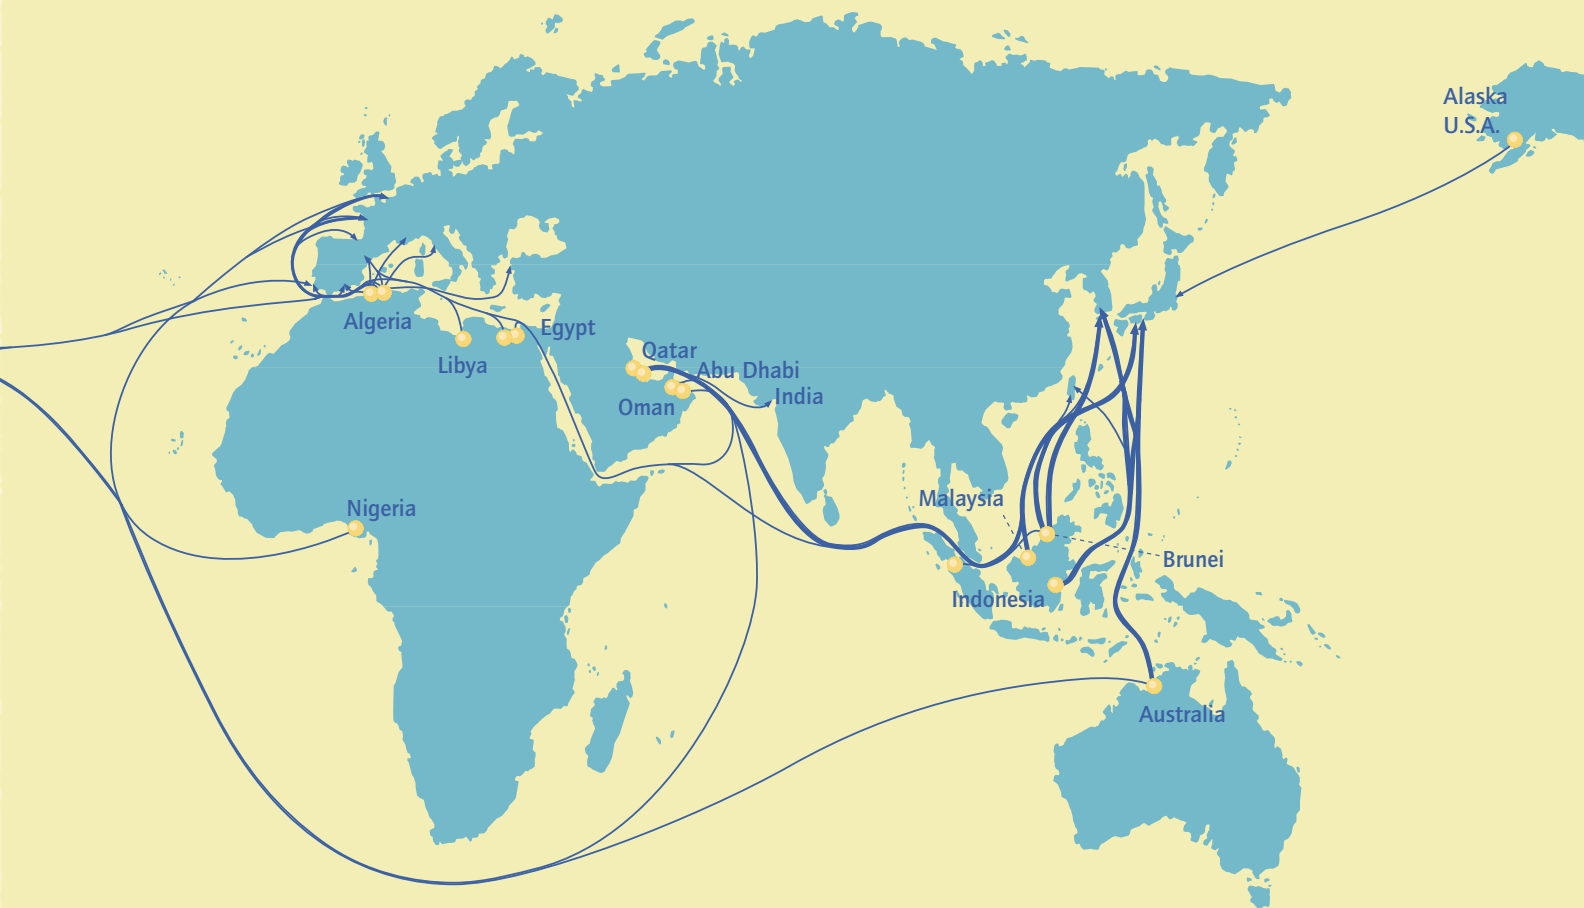 Alaska
U.S.A.
Algeria
Egypt
Libya
Qatar
Abu Dhabi
India
Oman
Nigeria
Malaysia
Brunei
Indonesia
Australia